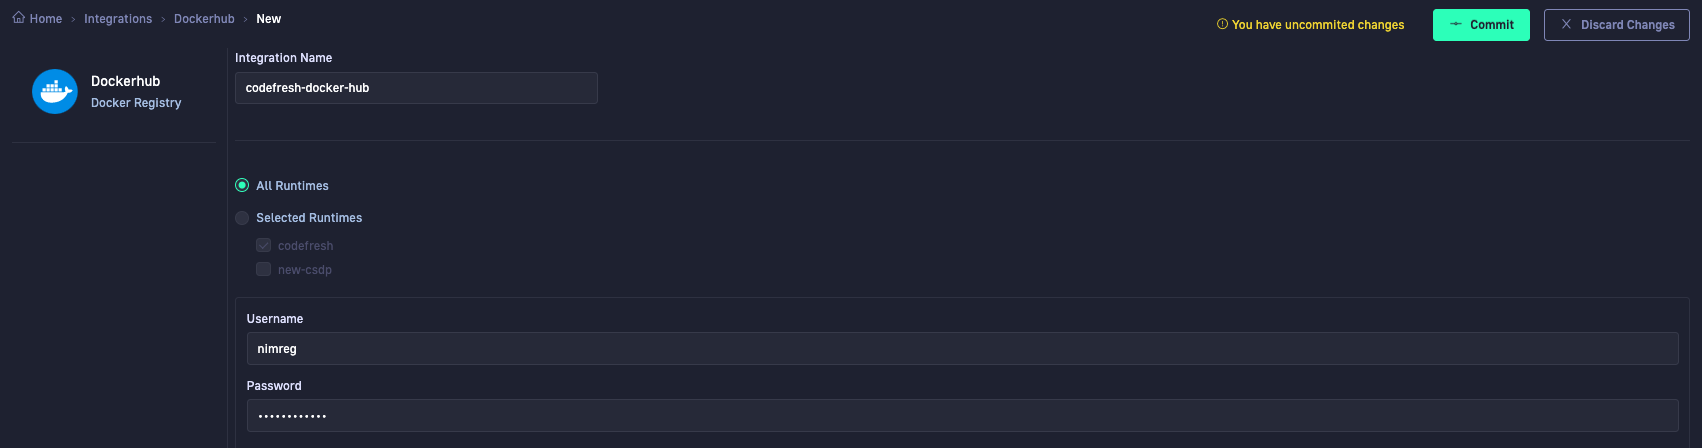 Home > Integrations > Dockerhub > New
You have uncommited changes
Commit
Discard Changes
Dockerhub
Docker Registry
Integration Name
codefresh-docker-hub
All Runtimes
Selected Runtimes
codefresh
new-csdp
Username
nimreg
Password
••••••••••••